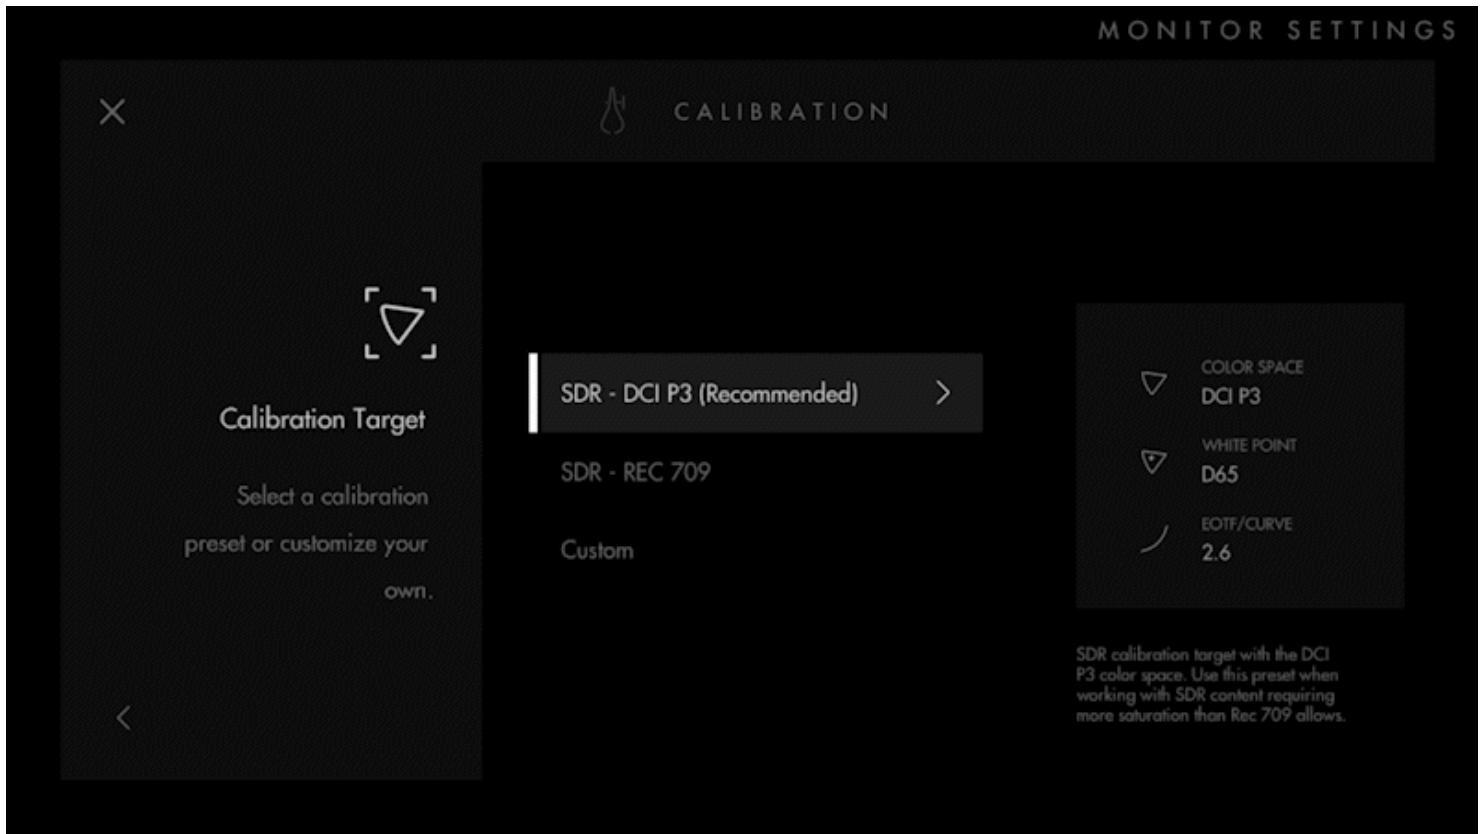 MONITOR SETTINGS
CALIBRATION
Calibration Target
Select a calibration
preset or customize your
own.
SDR - DCI P3 (Recommended)
SDR - REC 709
Custom
COLOR SPACE
DCI P3
WHITE POINT
D65
EOTF/CURVE
2.6
SDR calibration target with the DCI
P3 color space. Use this preset when
working with SDR content requiring
more saturation than Rec 709 allows.